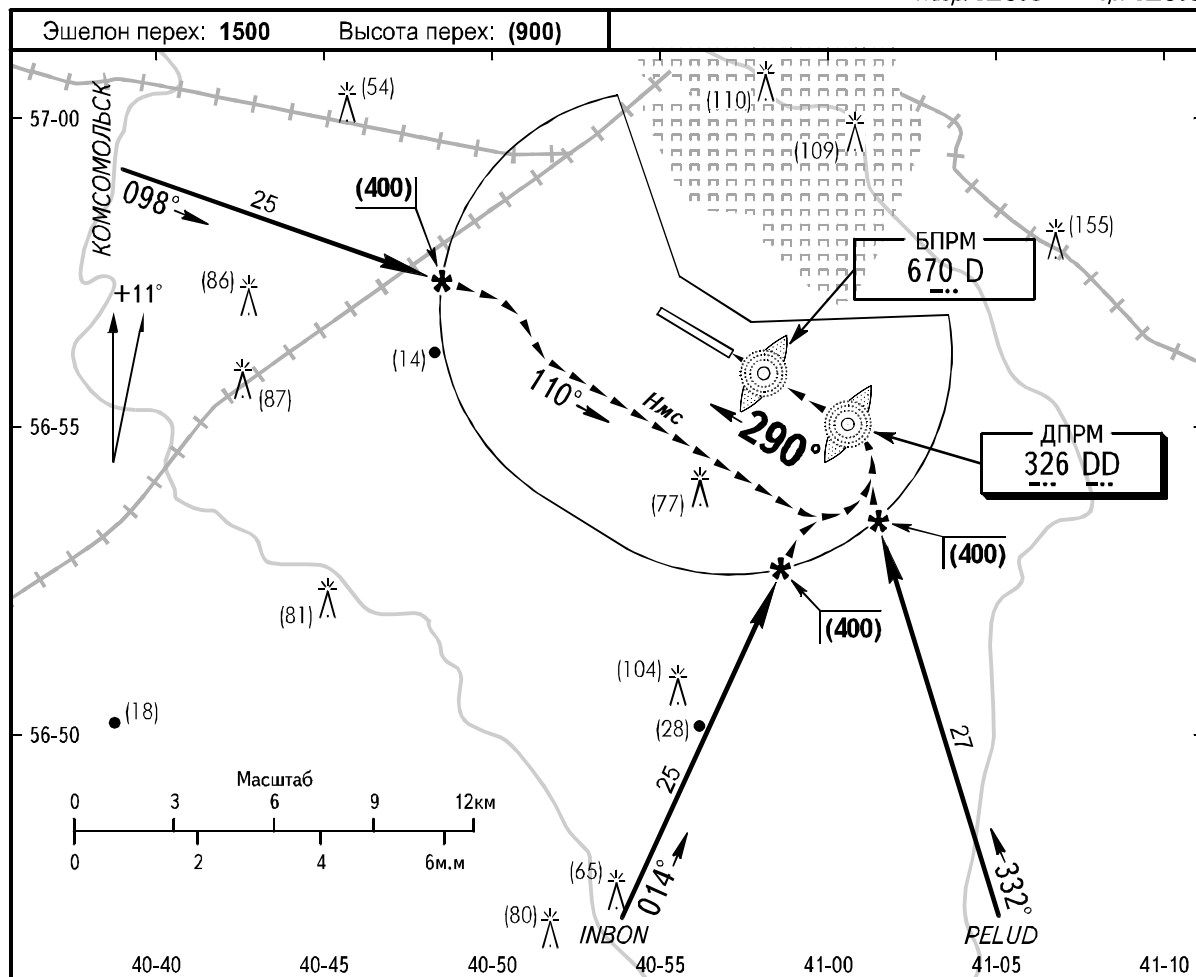 Эшелон перех: 1500 Высота перех: (900)
(54)
(110)
57-00
(109)
КОМСОМОЛЬСК
098°
25
(400)
(155)
БПРМ
670 D
(86)
+11°
(14)
(87)
110°
Нмс
290°
56-55
ДПРМ
326 DD
(77)
(400)
(400)
(81)
(104)
(18)
(28)
56-50
27
25
Масштаб
0 3 6 9 12км
0 2 4 6м.м
(65)
014°
332°
(80)
INBON
PELUD
40-40 40-45 40-50 40-55 41-00 41-05 41-10